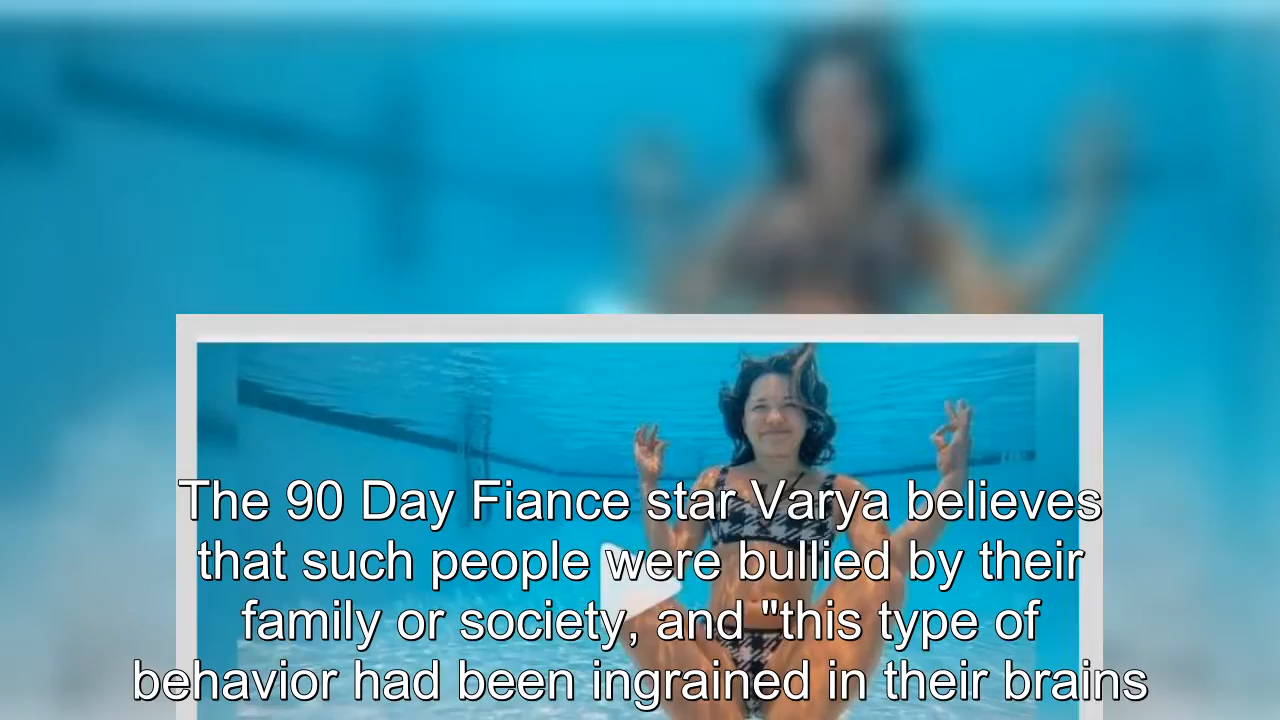 The 90 Day Fiance star Varya believes
that such people were bullied by their
family or society, and "this type of
behavior had been ingrained in their brains